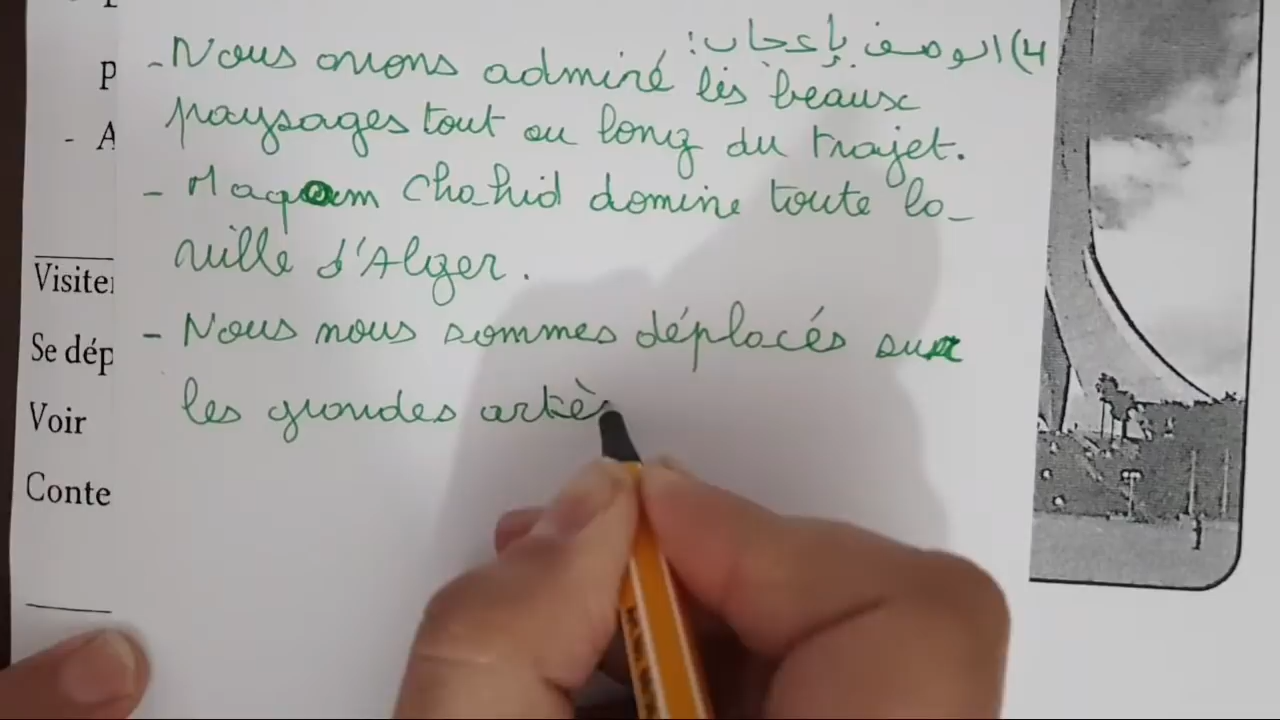 4) الوصف بإعجاب:
- Nous avons admiré les beaux
paysages tout au long du trajet.
- Maqam Chahid domine toute la
ville d'Alger.
- Nous nous sommes déplacés sur
les grandes artè
p
- A
Visiter
Se dép
Voir
Conte